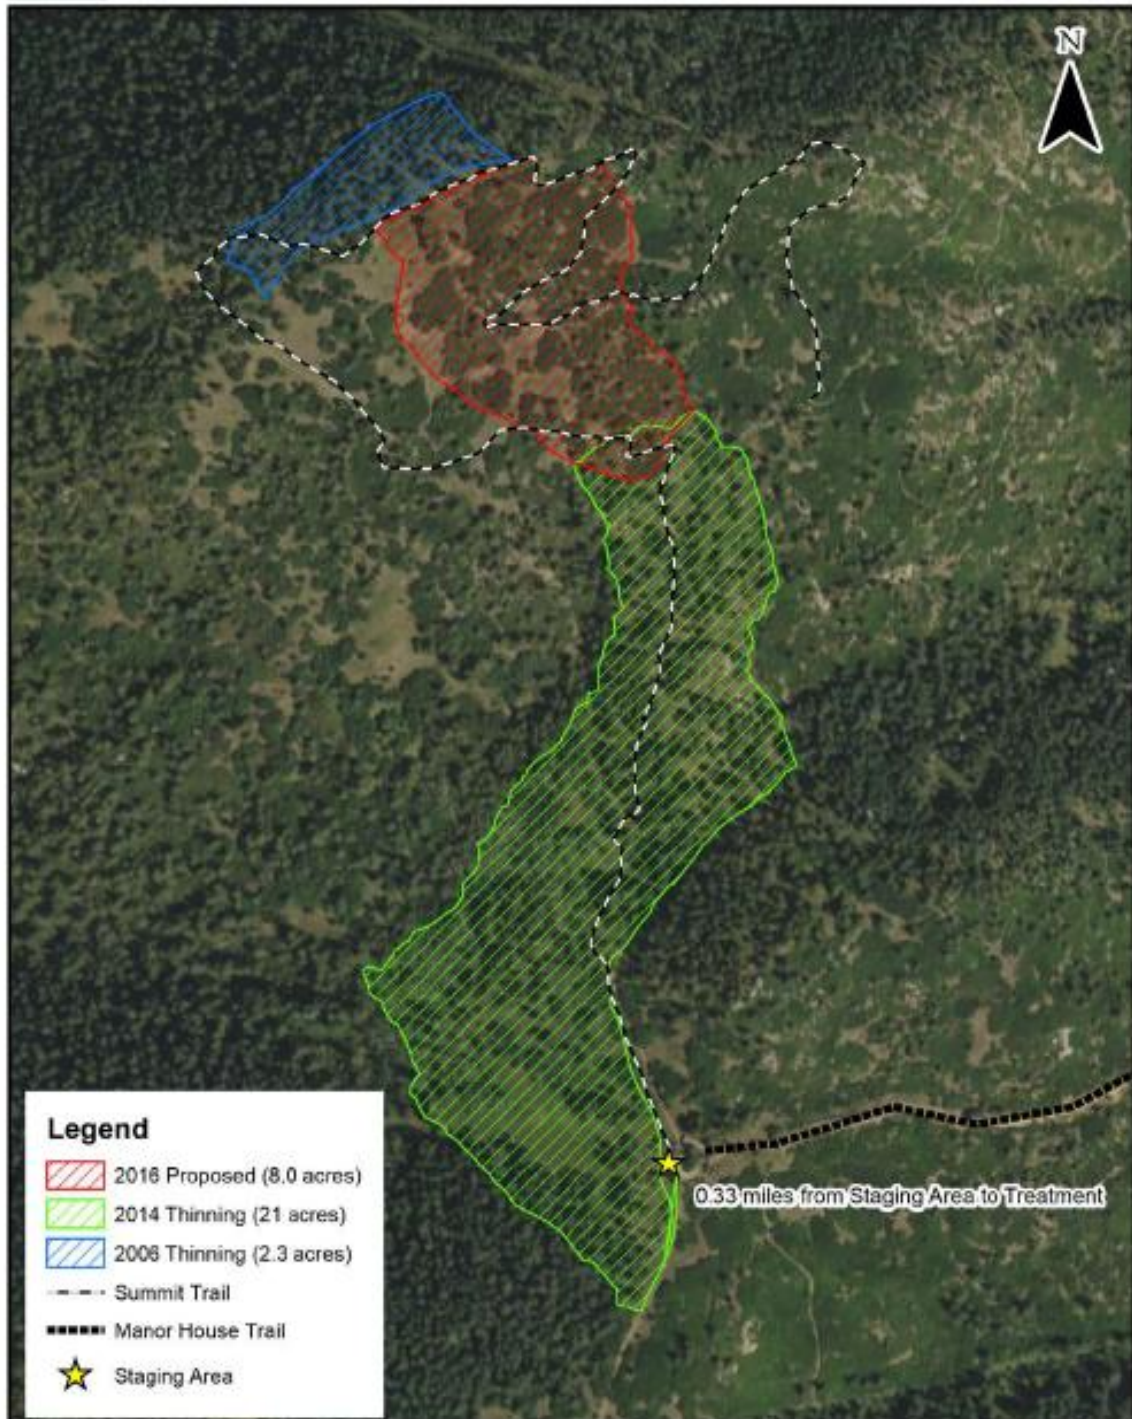 N
0.33 miles from Staging Area to Treatment
Legend
2016 Proposed (8.0 acres)
2014 Thinning (21 acres)
2006 Thinning (2.3 acres)
Summit Trail
Manor House Trail
Staging Area